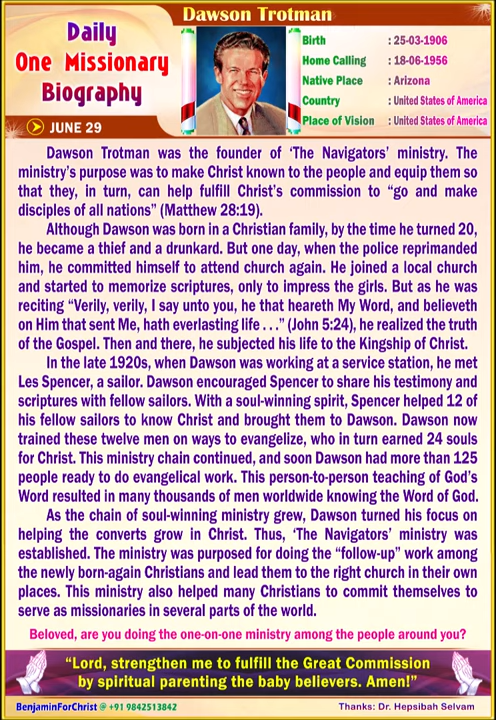 Dawson Trotman
Daily
One Missionary
Biography
JUNE 29
Birth : 25-03-1906
Home Calling : 18-06-1956
Native Place : Arizona
Country : United States of America
Place of Vision : United States of America
Dawson Trotman was the founder of ‘The Navigators’ ministry. The
ministry’s purpose was to make Christ known to the people and equip them so
that they, in turn, can help fulfill Christ’s commission to “go and make
disciples of all nations” (Matthew 28:19).
Although Dawson was born in a Christian family, by the time he turned 20,
he became a thief and a drunkard. But one day, when the police reprimanded
him, he committed himself to attend church again. He joined a local church
and started to memorize scriptures, only to impress the girls. But as he was
reciting “Verily, verily, I say unto you, he that heareth My Word, and believeth
on Him that sent Me, hath everlasting life . . .” (John 5:24), he realized the truth
of the Gospel. Then and there, he subjected his life to the Kingship of Christ.
In the late 1920s, when Dawson was working at a service station, he met
Les Spencer, a sailor. Dawson encouraged Spencer to share his testimony and
scriptures with fellow sailors. With a soul-winning spirit, Spencer helped 12 of
his fellow sailors to know Christ and brought them to Dawson. Dawson now
trained these twelve men on ways to evangelize, who in turn earned 24 souls
for Christ. This ministry chain continued, and soon Dawson had more than 125
people ready to do evangelical work. This person-to-person teaching of God’s
Word resulted in many thousands of men worldwide knowing the Word of God.
As the chain of soul-winning ministry grew, Dawson turned his focus on
helping the converts grow in Christ. Thus, ‘The Navigators’ ministry was
established. The ministry was purposed for doing the “follow-up” work among
the newly born-again Christians and lead them to the right church in their own
places. This ministry also helped many Christians to commit themselves to
serve as missionaries in several parts of the world.
Beloved, are you doing the one-on-one ministry among the people around you?
“Lord, strengthen me to fulfill the Great Commission
by spiritual parenting the baby believers. Amen!”
BenjaminForChrist @ +91 9842513842
Thanks: Dr. Hepsibah Selvam